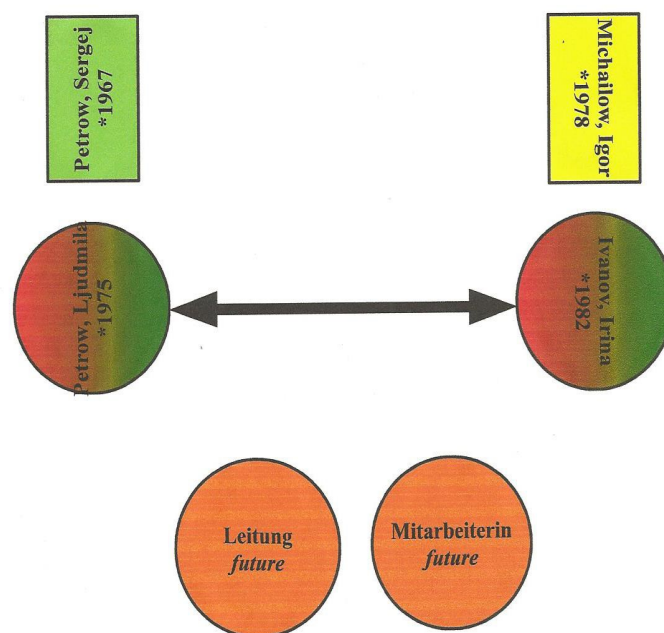 Petrow, Sergej
*1967
Michailow, Igor
*1978
Petrow, Ljudmila
*1975
Ivanov, Irina
*1982
Leitung
future
Mitarbeiterin
future